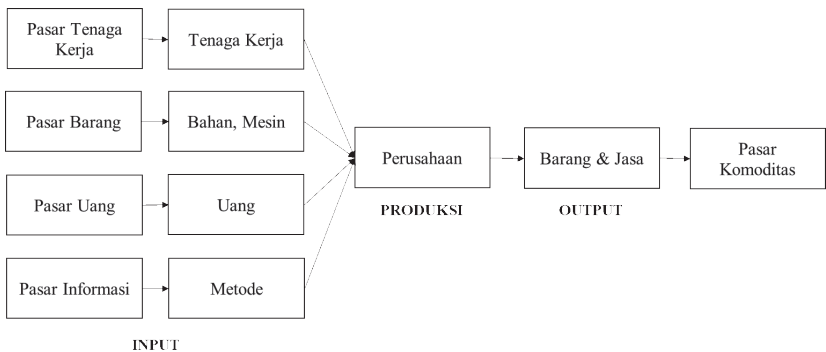 Pasar Tenaga
Kerja
Tenaga Kerja
Pasar Barang
Bahan, Mesin
Perusahaan
Barang & Jasa
Pasar
Komoditas
PRODUKSI
OUTPUT
Pasar Uang
Uang
Pasar Informasi
Metode
INPUT